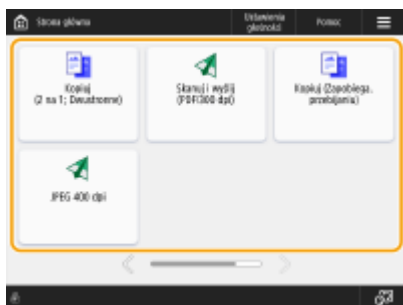 Strona główna
Ustawienia
głośności
Pomoc
Kopiuj
(2 na 1; Dwustronne)
Skanuj i wyślij
(PDF/300 dpi)
Kopiuj (Zapobiega.
przebijaniu)
JPEG 400 dpi